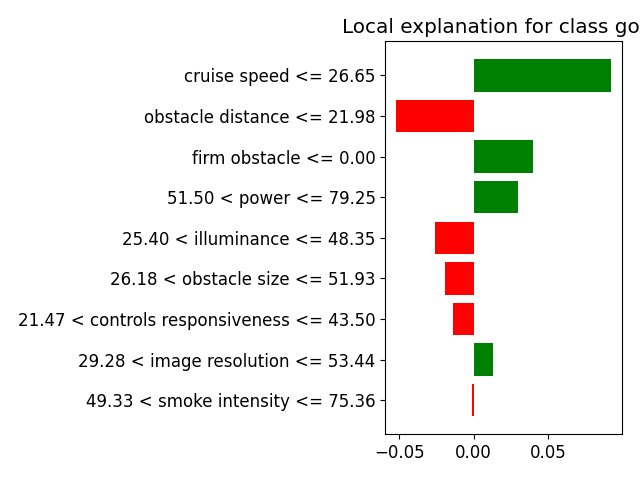 Local explanation for class go
cruise speed <= 26.65
obstacle distance <= 21.98
firm obstacle <= 0.00
51.50 < power <= 79.25
25.40 < illuminance <= 48.35
26.18 < obstacle size <= 51.93
21.47 < controls responsiveness <= 43.50
29.28 < image resolution <= 53.44
49.33 < smoke intensity <= 75.36
−0.05 0.00 0.05